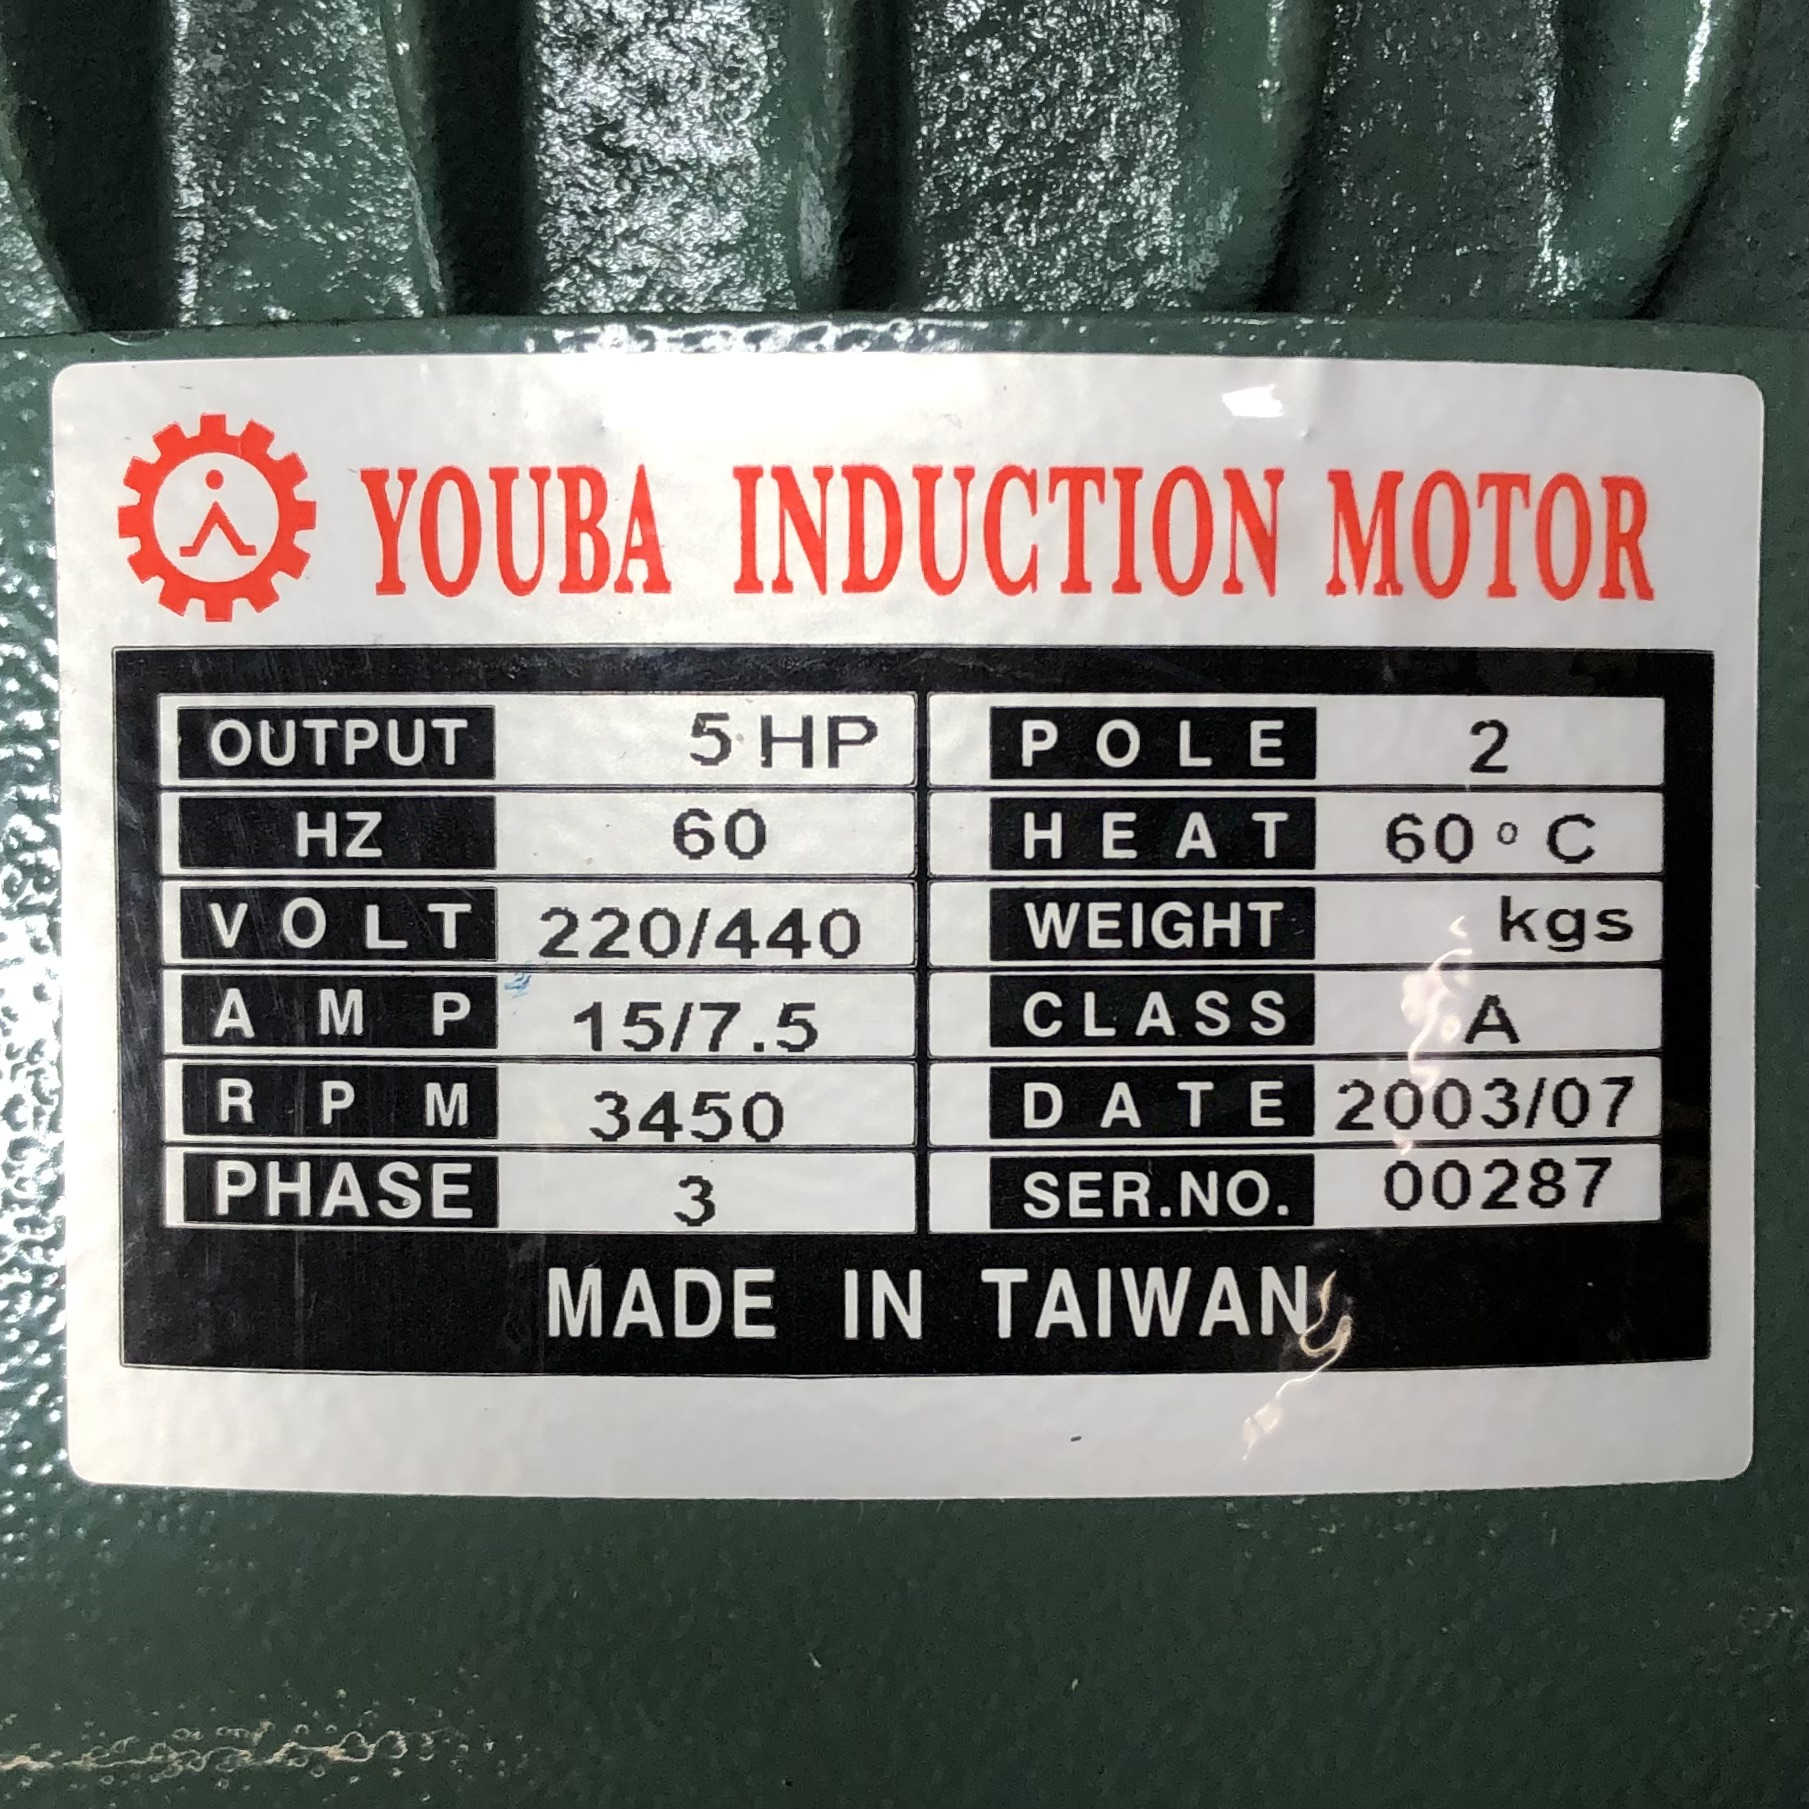 YOUBA INDUCTION MOTOR
OUTPUT 5 HP POLE 2
HZ 60 HEAT 60 ° C
VOLT 220/440 WEIGHT kgs
AMP 15/7.5 CLASS A
RPM 3450 DATE 2003/07
PHASE 3 SER.NO. 00287
MADE IN TAIWAN